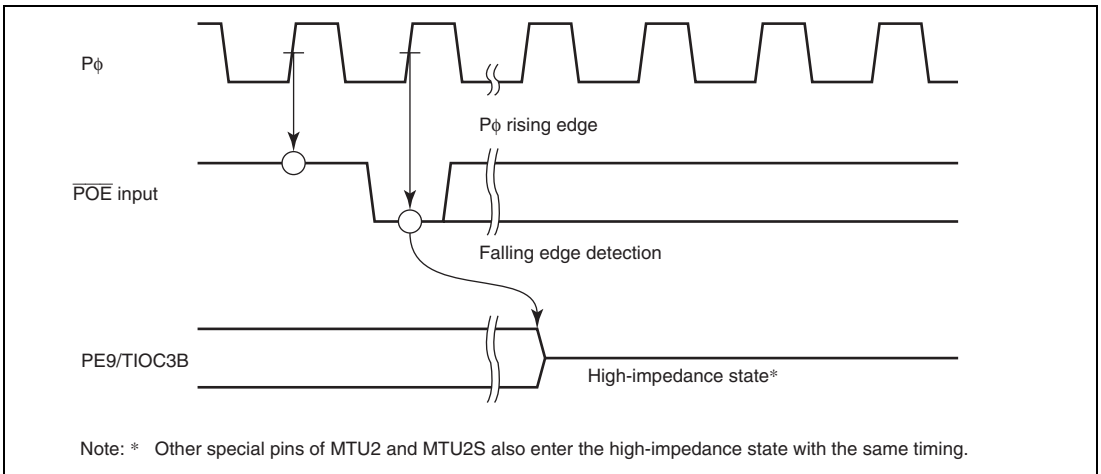 Pϕ
Pϕ rising edge
POE input
Falling edge detection
PE9/TIOC3B
High-impedance state*
Note: * Other special pins of MTU2 and MTU2S also enter the high-impedance state with the same timing.